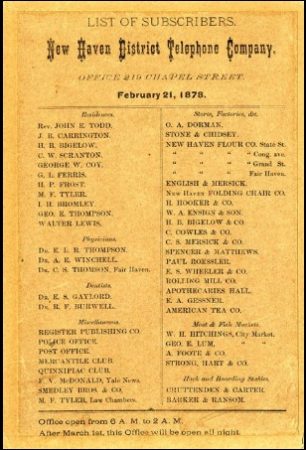 LIST OF SUBSCRIBERS.
New Haven District Telephone Company.
OFFICE 219 CHAPEL STREET.
February 21, 1878.
Residences.
Rev. JOHN E. TODD.
J. B. CARRINGTON.
H. B. BIGELOW.
C. W. SCRANTON.
GEORGE W. COY.
G. L. FERRIS.
H. P. FROST.
M. F. TYLER.
I. H. BROMLEY.
GEO. E. THOMPSON.
WALTER LEWIS.
Physicians.
Dr. E. L. R. THOMPSON.
Dr. A. E. WINCHELL.
Dr. C. S. THOMSON, Fair Haven.
Dentists.
Dr. E. S. GAYLORD.
Dr. R. F. BURWELL.
Miscellaneous.
REGISTER PUBLISHING CO.
POLICE OFFICE.
POST OFFICE.
MERCANTILE CLUB.
QUINNIPIAC CLUB.
F. V. McDONALD, Yale News.
SMEDLEY BROS. & CO.
M. F. TYLER, Law Chambers.
Stores, Factories, &c.
O. A. DORMAN.
STONE & CHIDSEY.
NEW HAVEN FLOUR CO. State St.
" " " " Cong. ave.
" " " " Grand St.
" " " Fair Haven.
ENGLISH & MERSICK.
New Haven FOLDING CHAIR CO.
H. HOOKER & CO.
W. A. ENSIGN & SON.
H. B. BIGELOW & CO.
C. COWLES & CO.
C. S. MERSICK & CO.
SPENCER & MATTHEWS.
PAUL ROESSLER.
E. S. WHEELER & CO.
ROLLING MILL CO.
APOTHECARIES HALL.
E. A. GESSNER.
AMERICAN TEA CO.
Meat & Fish Markets.
W. H. HITCHINGS, City Market.
GEO. E. LUM, " "
A. FOOTE & CO.
STRONG, HART & CO.
Hack and Boarding Stables.
CRUTTENDEN & CARTER.
BARKER & RANSOM.
Office open from 6 A. M. to 2 A. M.
After March 1st, this Office will be open all night.